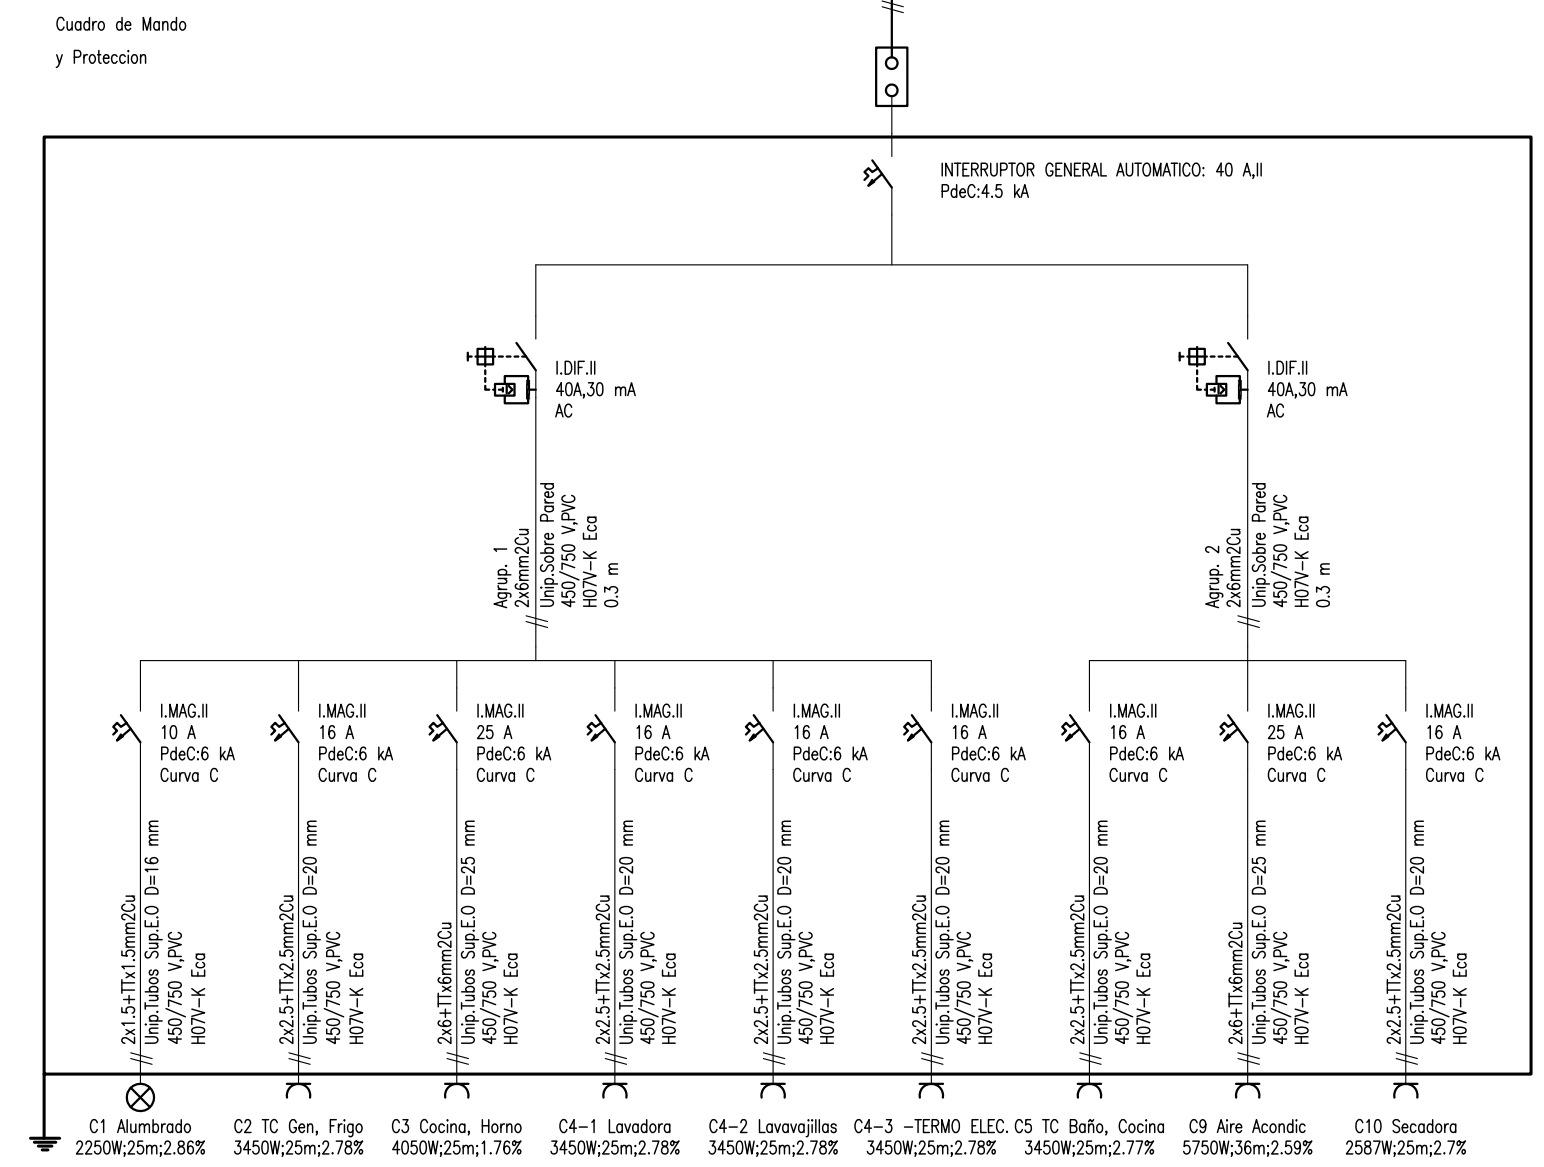 Cuadro de Mando
y Proteccion
INTERRUPTOR GENERAL AUTOMATICO: 40 A,II
PdeC:4.5 kA
I.DIF.II
40A,30 mA
AC
I.DIF.II
40A,30 mA
AC
Agrup. 1
2x6mm2Cu
Unip.Sobre Pared
450/750 V,PVC
H07V-K Eca
0.3 m
Agrup. 2
2x6mm2Cu
Unip.Sobre Pared
450/750 V,PVC
H07V-K Eca
0.3 m
I.MAG.II
10 A
PdeC:6 kA
Curva C
I.MAG.II
16 A
PdeC:6 kA
Curva C
I.MAG.II
25 A
PdeC:6 kA
Curva C
I.MAG.II
16 A
PdeC:6 kA
Curva C
I.MAG.II
16 A
PdeC:6 kA
Curva C
I.MAG.II
16 A
PdeC:6 kA
Curva C
I.MAG.II
16 A
PdeC:6 kA
Curva C
I.MAG.II
25 A
PdeC:6 kA
Curva C
I.MAG.II
16 A
PdeC:6 kA
Curva C
2x1.5+TTx1.5mm2Cu
Unip.Tubos Sup.E.O D=16 mm
450/750 V,PVC
H07V-K Eca
2x2.5+TTx2.5mm2Cu
Unip.Tubos Sup.E.O D=20 mm
450/750 V,PVC
H07V-K Eca
2x6+TTx6mm2Cu
Unip.Tubos Sup.E.O D=25 mm
450/750 V,PVC
H07V-K Eca
2x2.5+TTx2.5mm2Cu
Unip.Tubos Sup.E.O D=20 mm
450/750 V,PVC
H07V-K Eca
2x2.5+TTx2.5mm2Cu
Unip.Tubos Sup.E.O D=20 mm
450/750 V,PVC
H07V-K Eca
2x2.5+TTx2.5mm2Cu
Unip.Tubos Sup.E.O D=20 mm
450/750 V,PVC
H07V-K Eca
2x2.5+TTx2.5mm2Cu
Unip.Tubos Sup.E.O D=20 mm
450/750 V,PVC
H07V-K Eca
2x6+TTx6mm2Cu
Unip.Tubos Sup.E.O D=25 mm
450/750 V,PVC
H07V-K Eca
2x2.5+TTx2.5mm2Cu
Unip.Tubos Sup.E.O D=20 mm
450/750 V,PVC
H07V-K Eca
C1 Alumbrado
2250W;25m;2.86%
C2 TC Gen, Frigo
3450W;25m;2.78%
C3 Cocina, Horno
4050W;25m;1.76%
C4-1 Lavadora
3450W;25m;2.78%
C4-2 Lavavajillas
3450W;25m;2.78%
C4-3 -TERMO ELEC.
3450W;25m;2.78%
C5 TC Baño, Cocina
3450W;25m;2.77%
C9 Aire Acondic
5750W;36m;2.59%
C10 Secadora
2587W;25m;2.7%